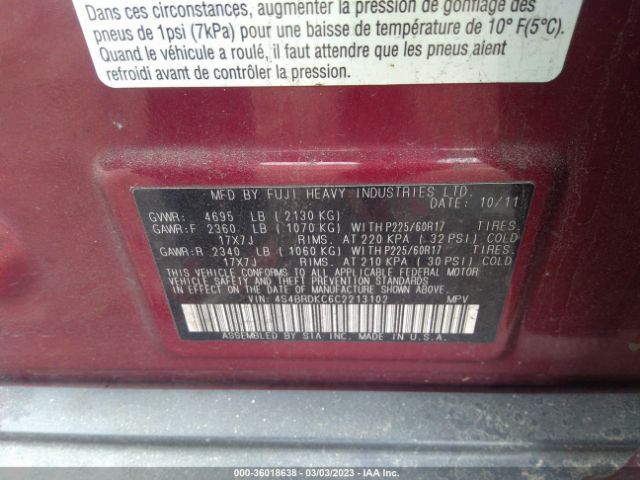 Dans ces circonstances, augmenter la pression de gonflage des
pneus de 1psi (7kPa) pour une baisse de température de 10° F(5°C).
Quand le véhicule a roulé, il faut attendre que les pneus aient
refroidi avant de contrôler la pression.
MFD BY FUJI HEAVY INDUSTRIES LTD.
DATE: 10/11
GVWR: 4695 LB (2130 KG)
GAWR:F 2360 LB (1070 KG) WITH P225/60R17 TIRES,
17X7J RIMS, AT 220 KPA (32 PSI) COLD
GAWR:R 2340 LB (1060 KG) WITH P225/60R17 TIRES,
17X7J RIMS, AT 210 KPA (30 PSI) COLD
THIS VEHICLE CONFORMS TO ALL APPLICABLE FEDERAL MOTOR
VEHICLE SAFETY AND THEFT PREVENTION STANDARDS IN EFFECT
ON THE DATE OF MANUFACTURE SHOWN ABOVE.
VIN: 4S4BRDKC6C2213102 MPV
ASSEMBLED BY SIA INC. MADE IN U.S.A.
000-36018638 - 03/03/2023 - IAA Inc.